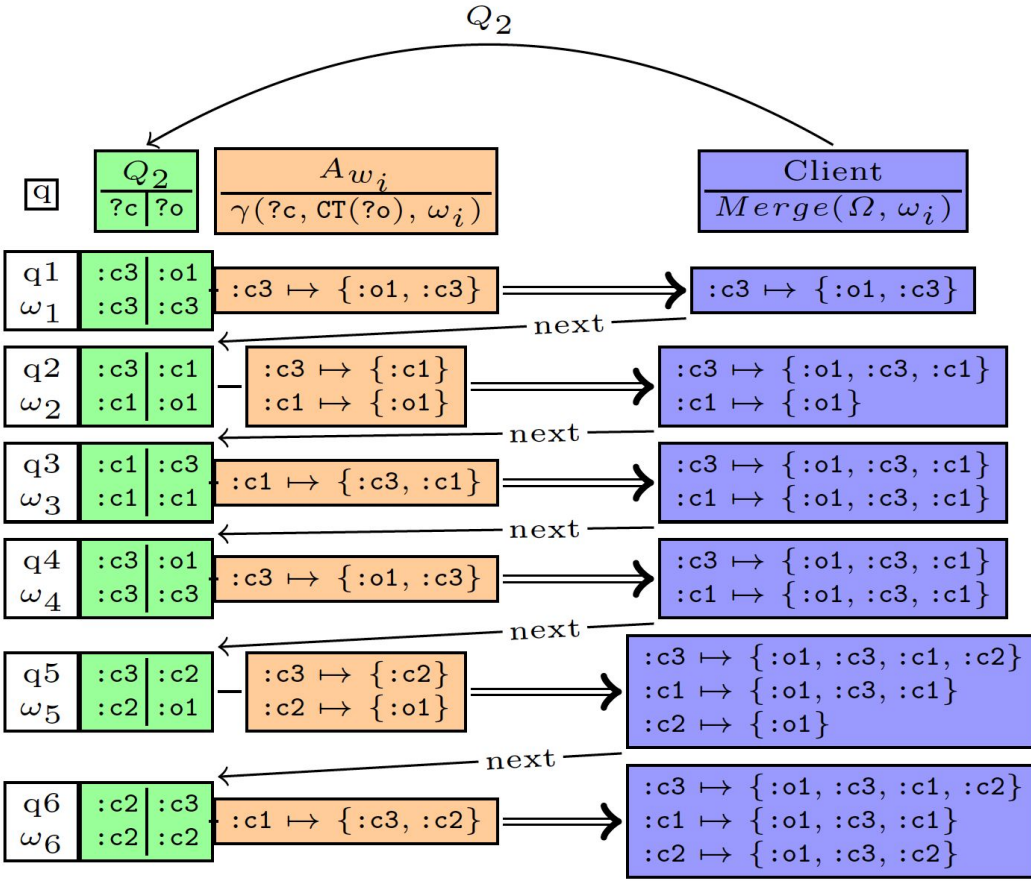 Q2
q
Q2
?c ?o
Awi
γ(?c, CT(?o), ωi)
Client
Merge(Ω, ωi)
q1
ω1
:c3 :o1
:c3 :c3
:c3 ↦ {:o1, :c3}
:c3 ↦ {:o1, :c3}
next
q2
ω2
:c3 :c1
:c1 :o1
:c3 ↦ {:c1}
:c1 ↦ {:o1}
:c3 ↦ {:o1, :c3, :c1}
:c1 ↦ {:o1}
next
q3
ω3
:c1 :c3
:c1 :c1
:c1 ↦ {:c3, :c1}
:c3 ↦ {:o1, :c3, :c1}
:c1 ↦ {:o1, :c3, :c1}
next
q4
ω4
:c3 :o1
:c3 :c3
:c3 ↦ {:o1, :c3}
:c3 ↦ {:o1, :c3, :c1}
:c1 ↦ {:o1, :c3, :c1}
next
q5
ω5
:c3 :c2
:c2 :o1
:c3 ↦ {:c2}
:c2 ↦ {:o1}
:c3 ↦ {:o1, :c3, :c1, :c2}
:c1 ↦ {:o1, :c3, :c1}
:c2 ↦ {:o1}
next
q6
ω6
:c2 :c3
:c2 :c2
:c1 ↦ {:c3, :c2}
:c3 ↦ {:o1, :c3, :c1, :c2}
:c1 ↦ {:o1, :c3, :c1}
:c2 ↦ {:o1, :c3, :c2}